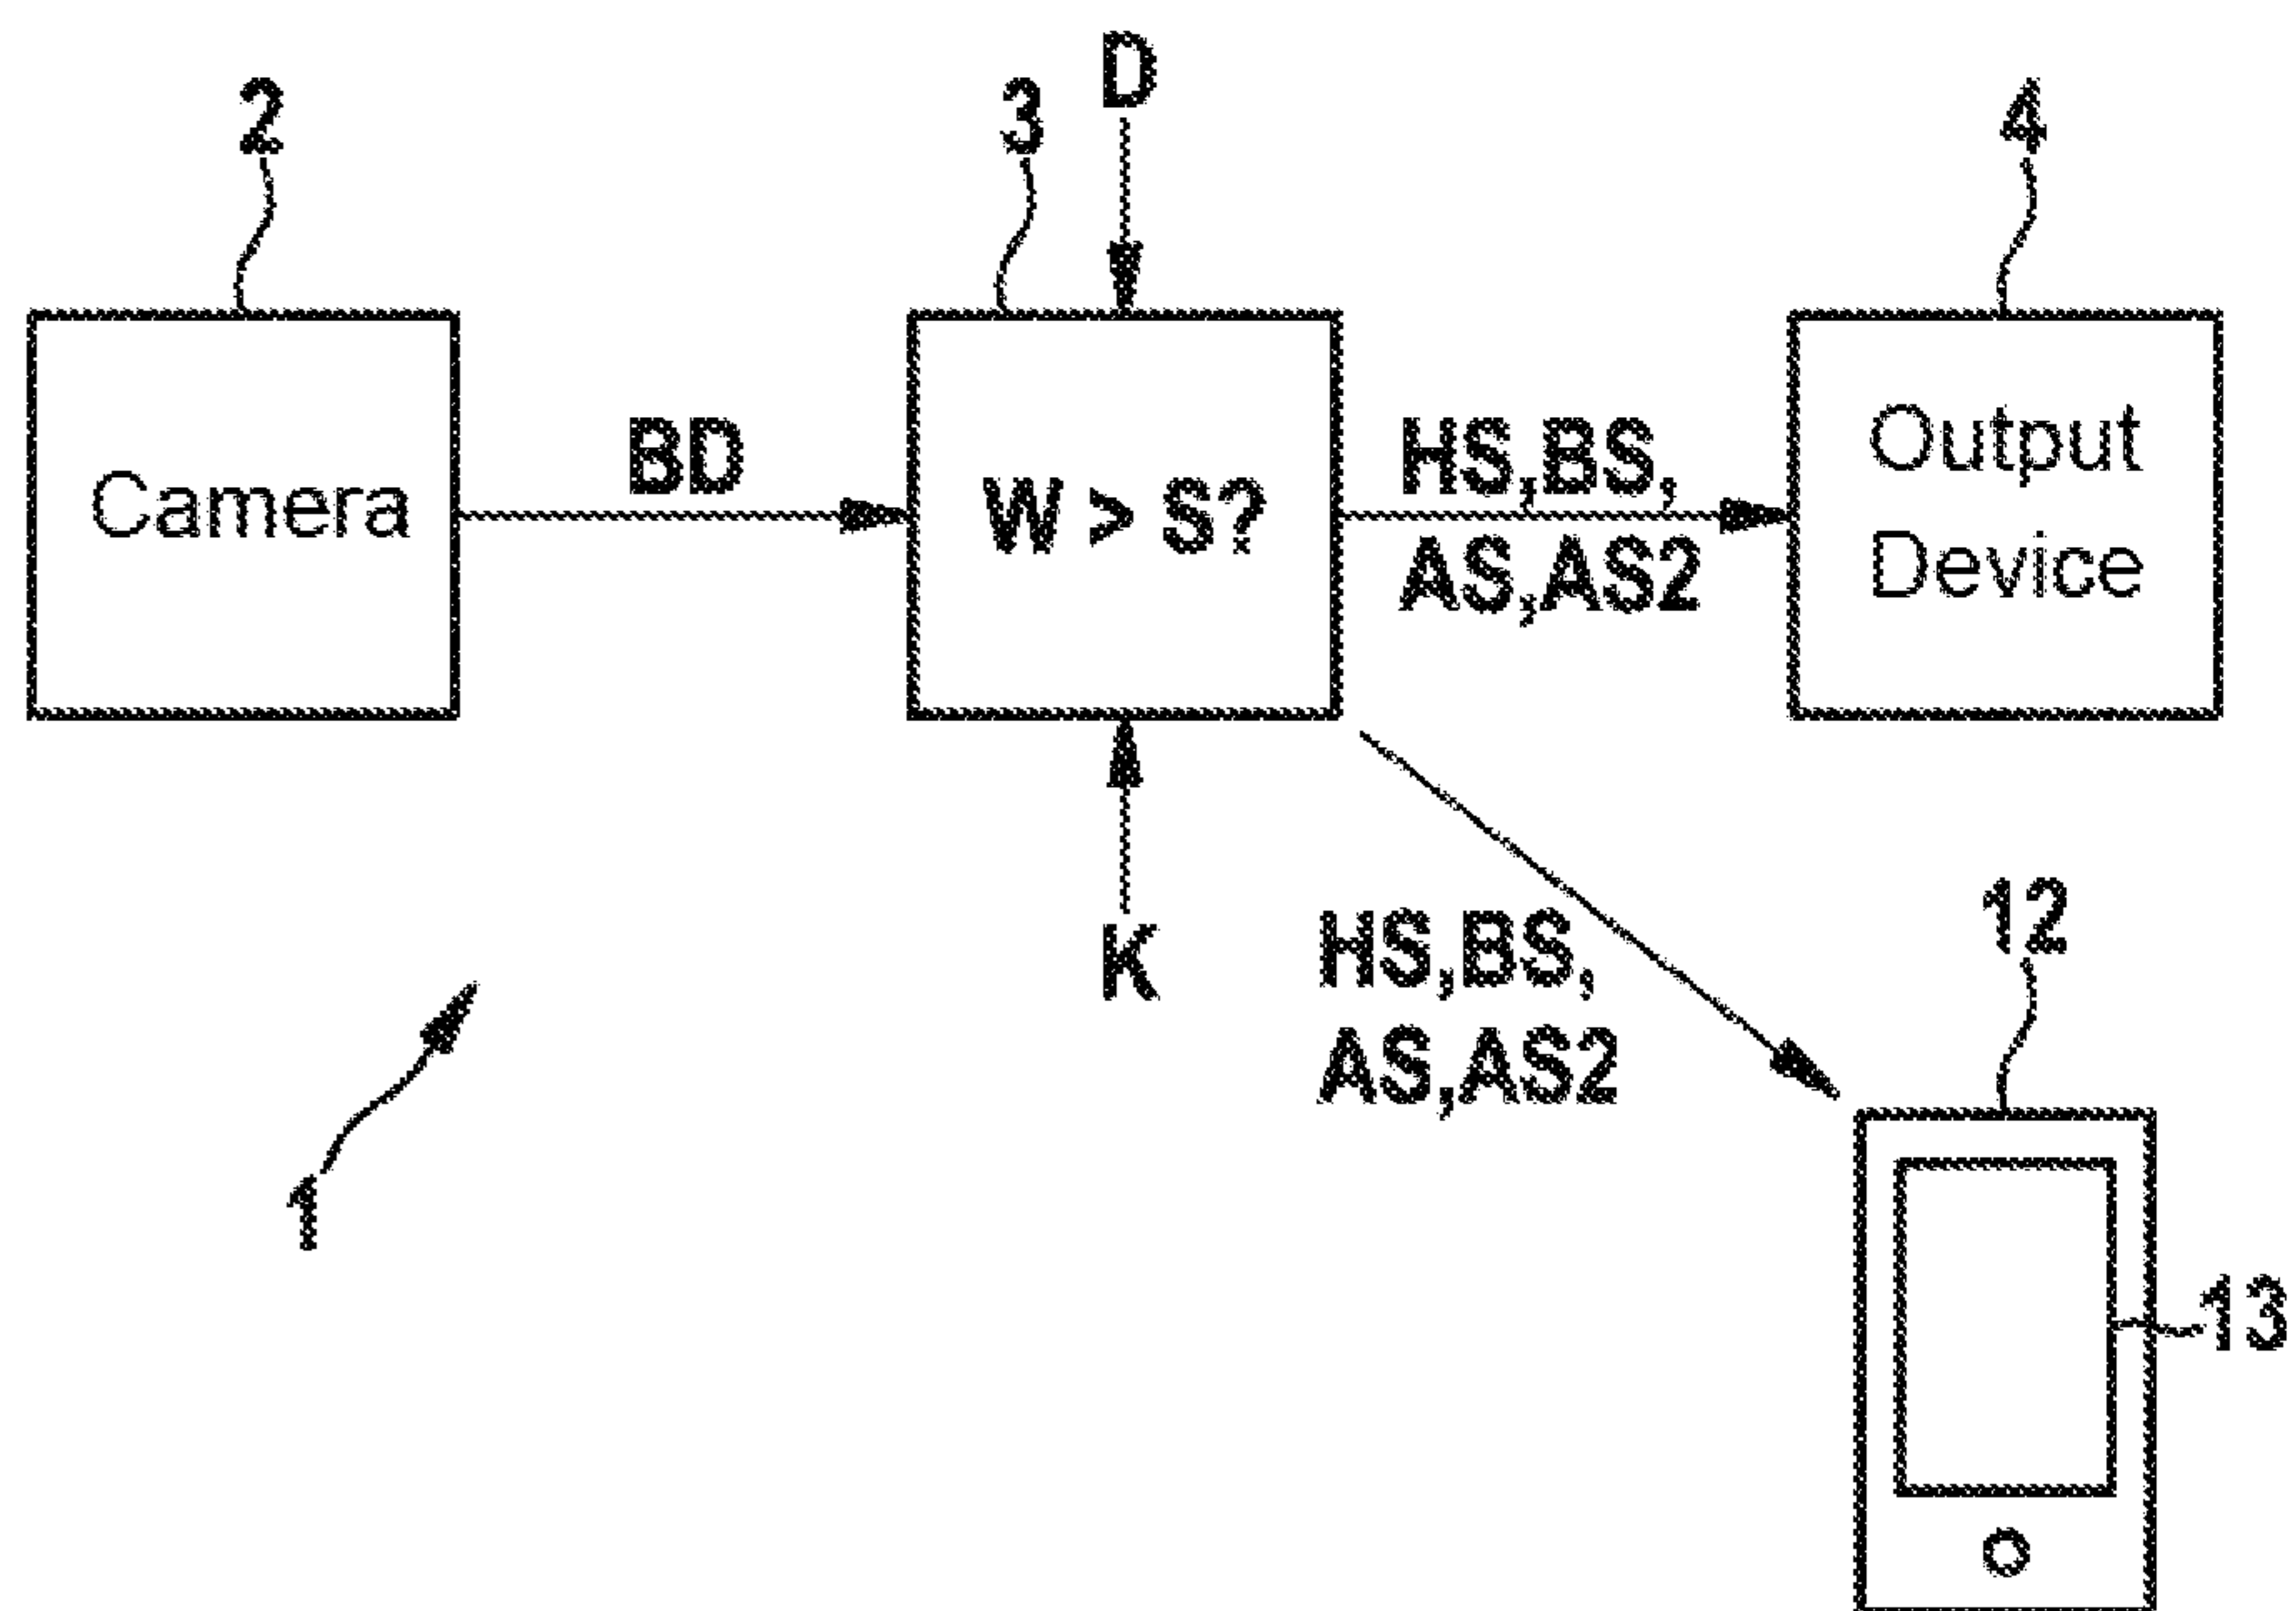 2
3
D
4
Camera
BD
W > S?
HS,BS,
AS,AS2
Output
Device
K
HS,BS,
AS,AS2
12
1
13